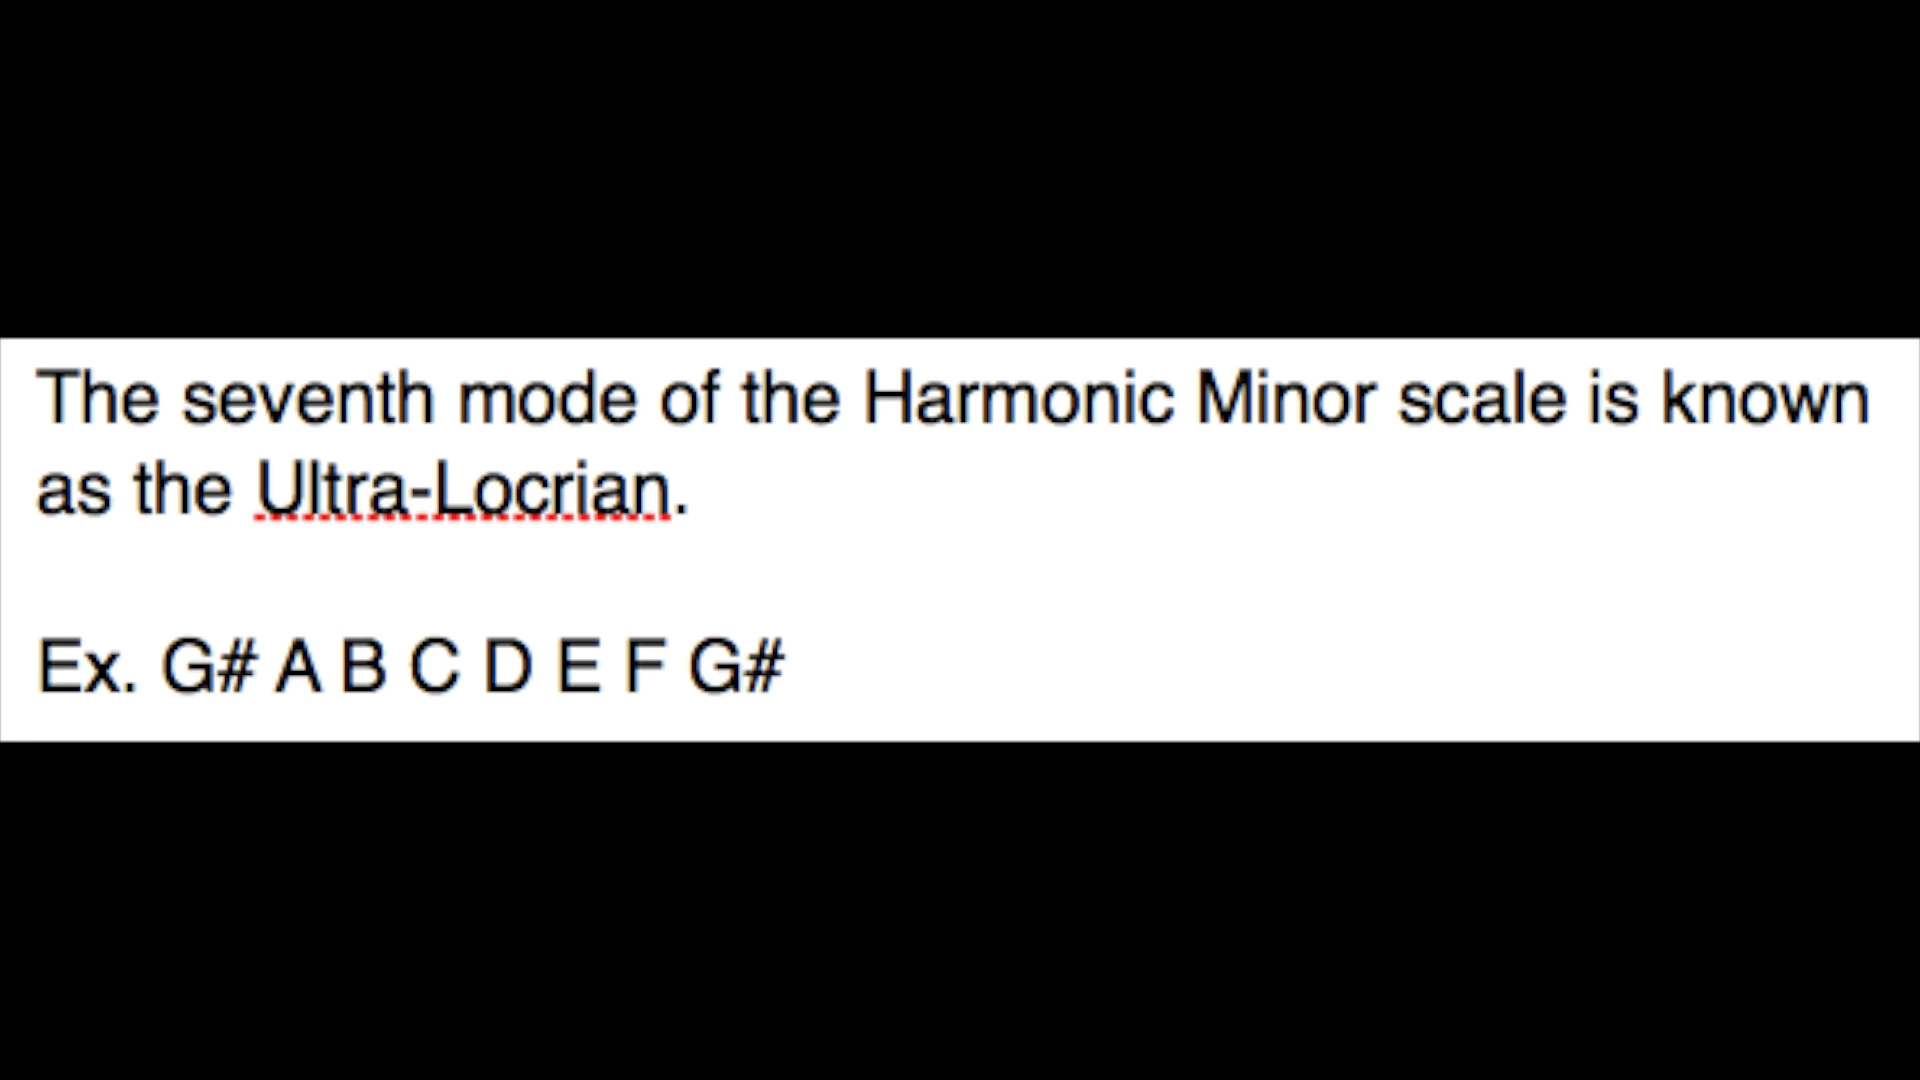 The seventh mode of the Harmonic Minor scale is known
as the Ultra-Locrian.
Ex. G# A B C D E F G#